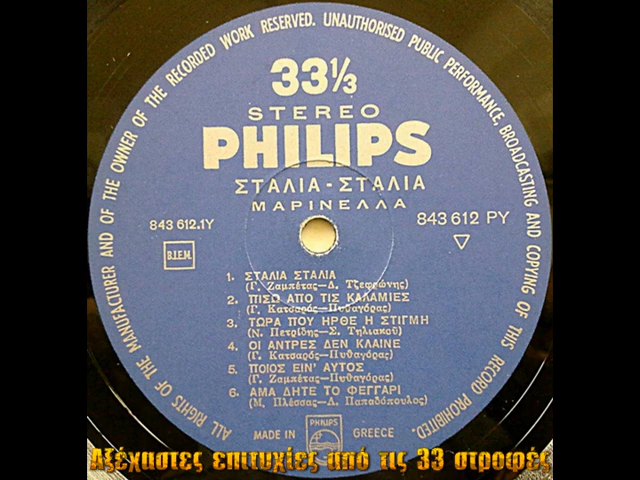 ALL RIGHTS OF THE MANUFACTURER AND OF THE OWNER OF THE RECORDED WORK RESERVED. UNAUTHORISED PUBLIC PERFORMANCE, BROADCASTING AND COPYING OF THIS RECORD PROHIBITED.
33⅓
STEREO
PHILIPS
ΣΤΑΛΙΑ - ΣΤΑΛΙΑ
ΜΑΡΙΝΕΛΛΑ
843 612.1Y
843 612 PY
B.I.E.M.
1. ΣΤΑΛΙΑ ΣΤΑΛΙΑ
(Γ. Ζαμπέτας—Δ. Τζεφρώνης)
2. ΠΙΣΩ ΑΠΟ ΤΙΣ ΚΑΛΑΜΙΕΣ
(Γ. Κατσαρός—Πυθαγόρας)
3. ΤΩΡΑ ΠΟΥ ΗΡΘΕ Η ΣΤΙΓΜΗ
(Ν. Πετρίδης—Σ. Τηλιακού)
4. ΟΙ ΑΝΤΡΕΣ ΔΕΝ ΚΛΑΙΝΕ
(Γ. Κατσαρός—Πυθαγόρας)
5. ΠΟΙΟΣ ΕΙΝ' ΑΥΤΟΣ
(Γ. Ζαμπέτας—Πυθαγόρας)
6. ΑΜΑ ΔΗΤΕ ΤΟ ΦΕΓΓΑΡΙ
(Μ. Πλέσσας—Λ. Παπαδόπουλος)
MADE IN
PHILIPS
GREECE
Αξέχαστες επιτυχίες από τις 33 στροφές